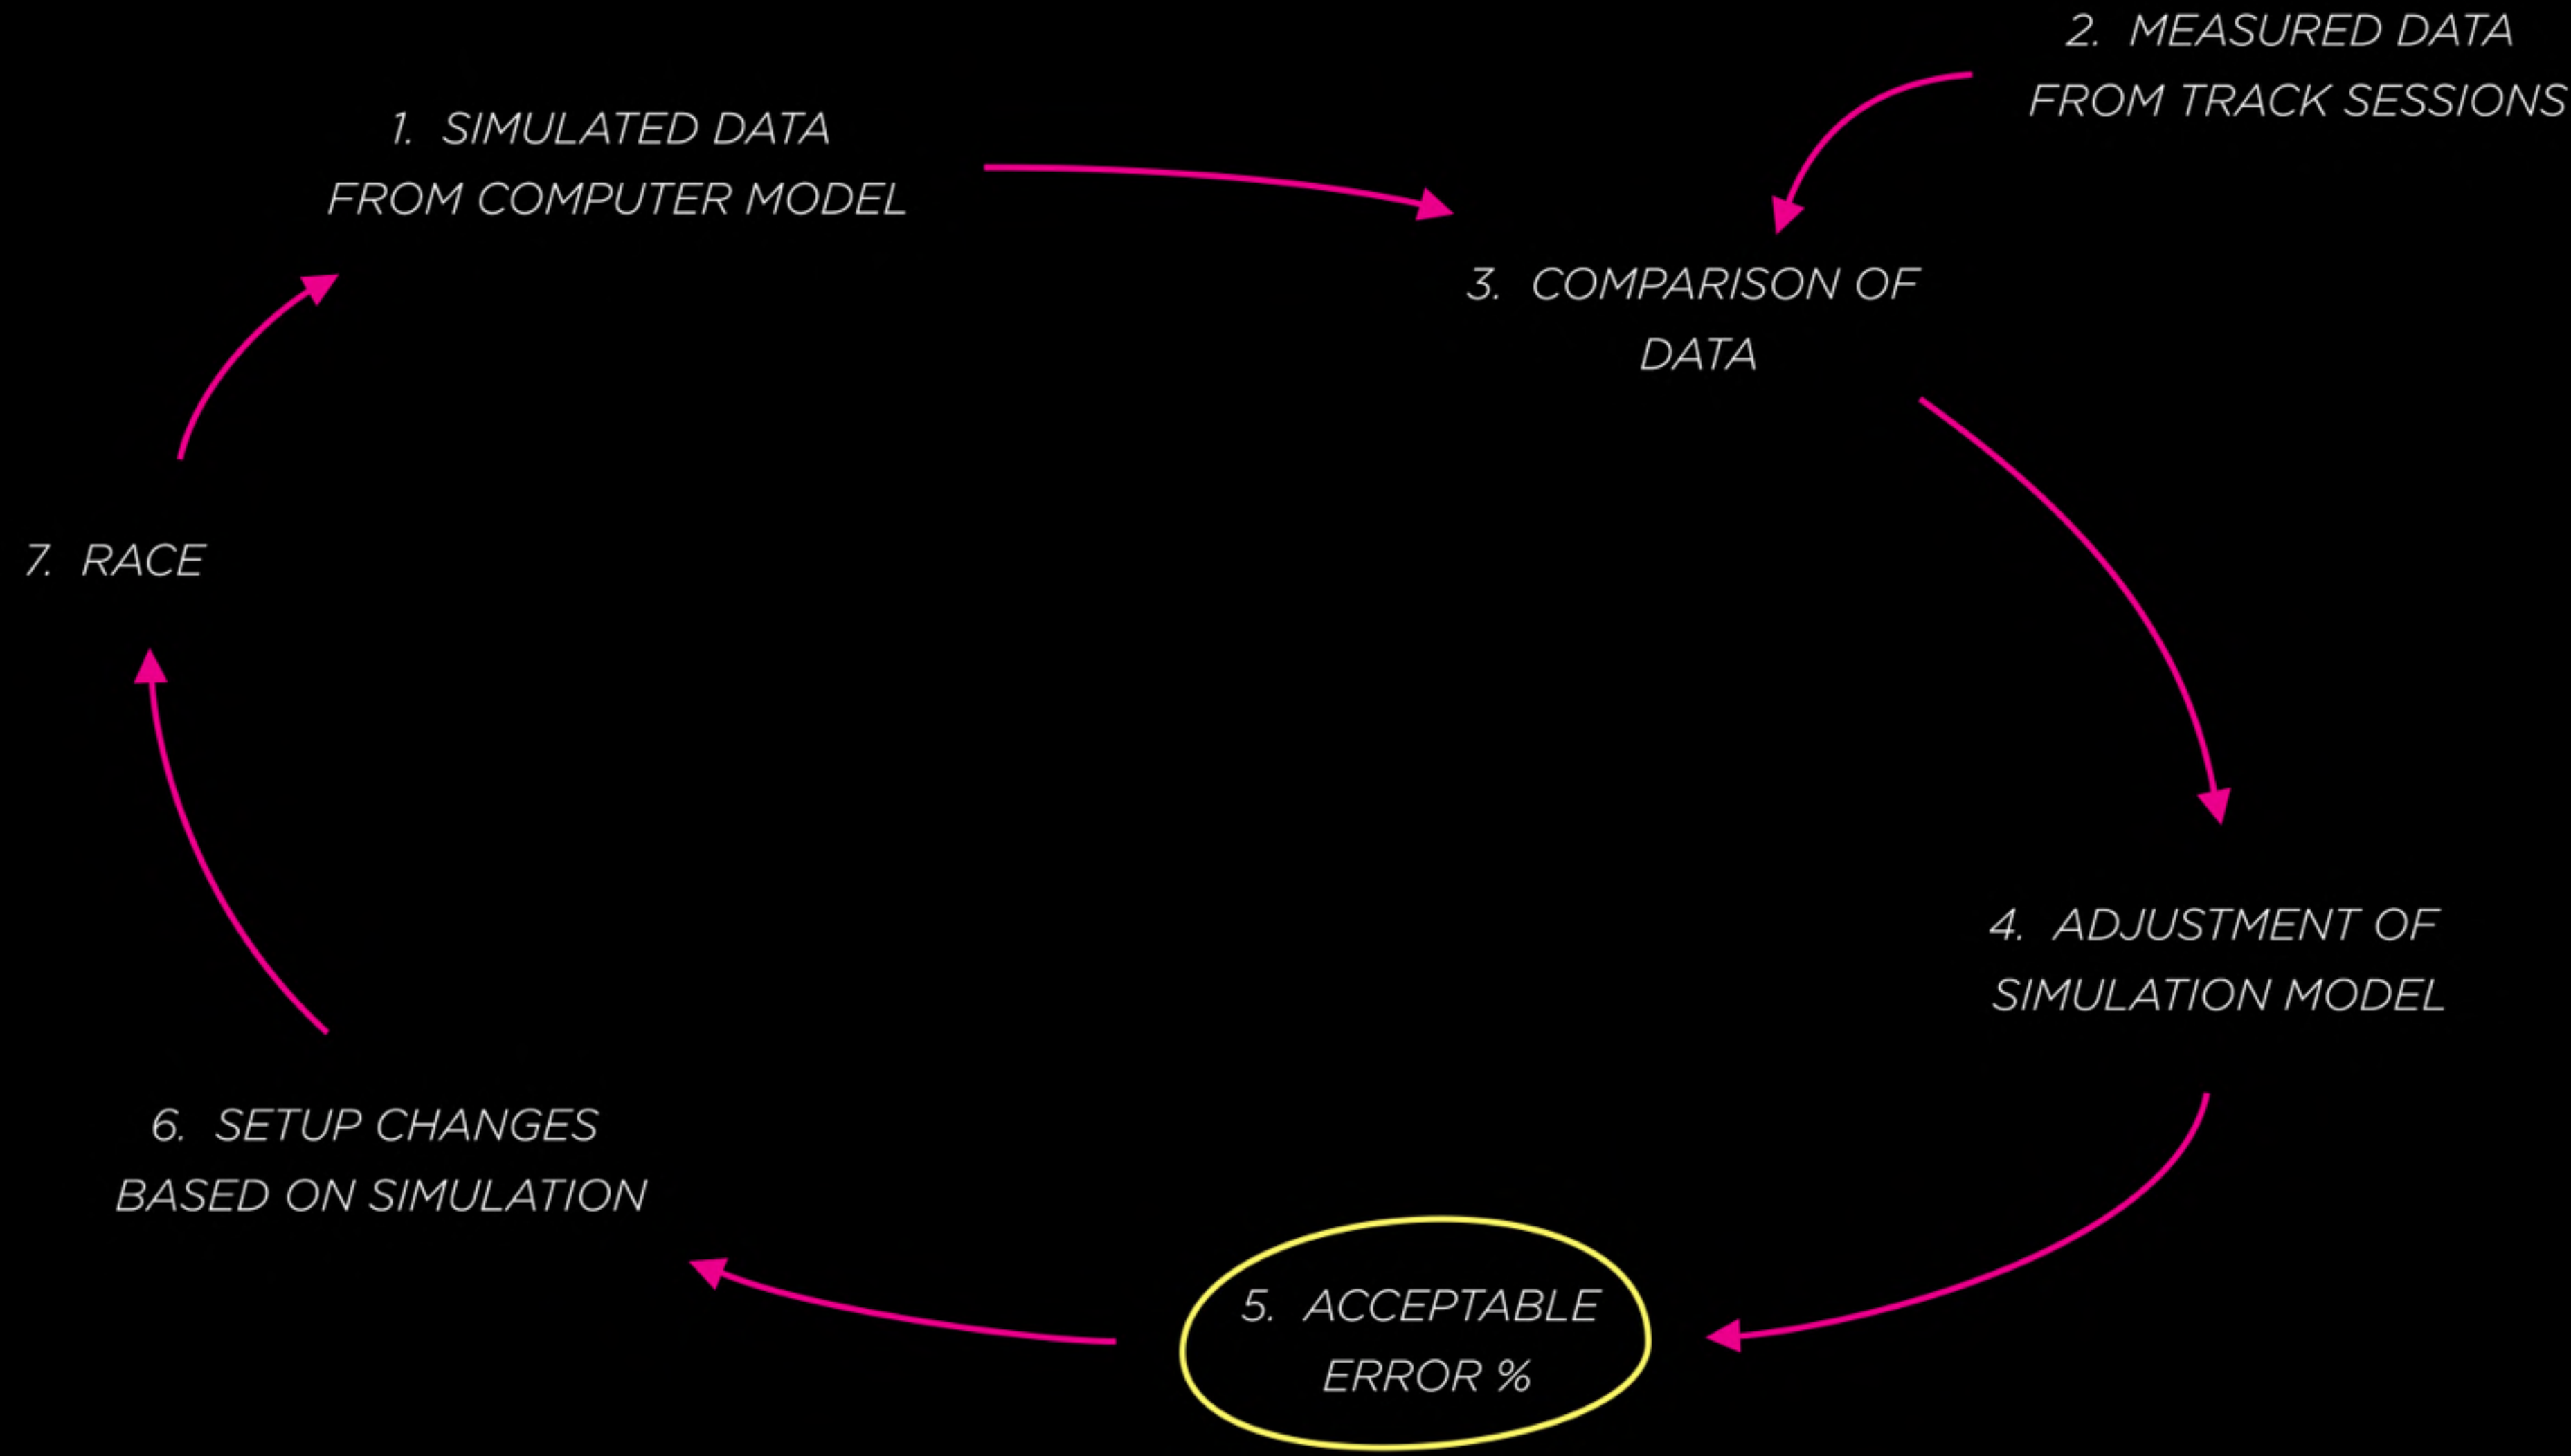 1. SIMULATED DATA
FROM COMPUTER MODEL
2. MEASURED DATA
FROM TRACK SESSIONS
3. COMPARISON OF
DATA
4. ADJUSTMENT OF
SIMULATION MODEL
5. ACCEPTABLE
ERROR %
6. SETUP CHANGES
BASED ON SIMULATION
7. RACE